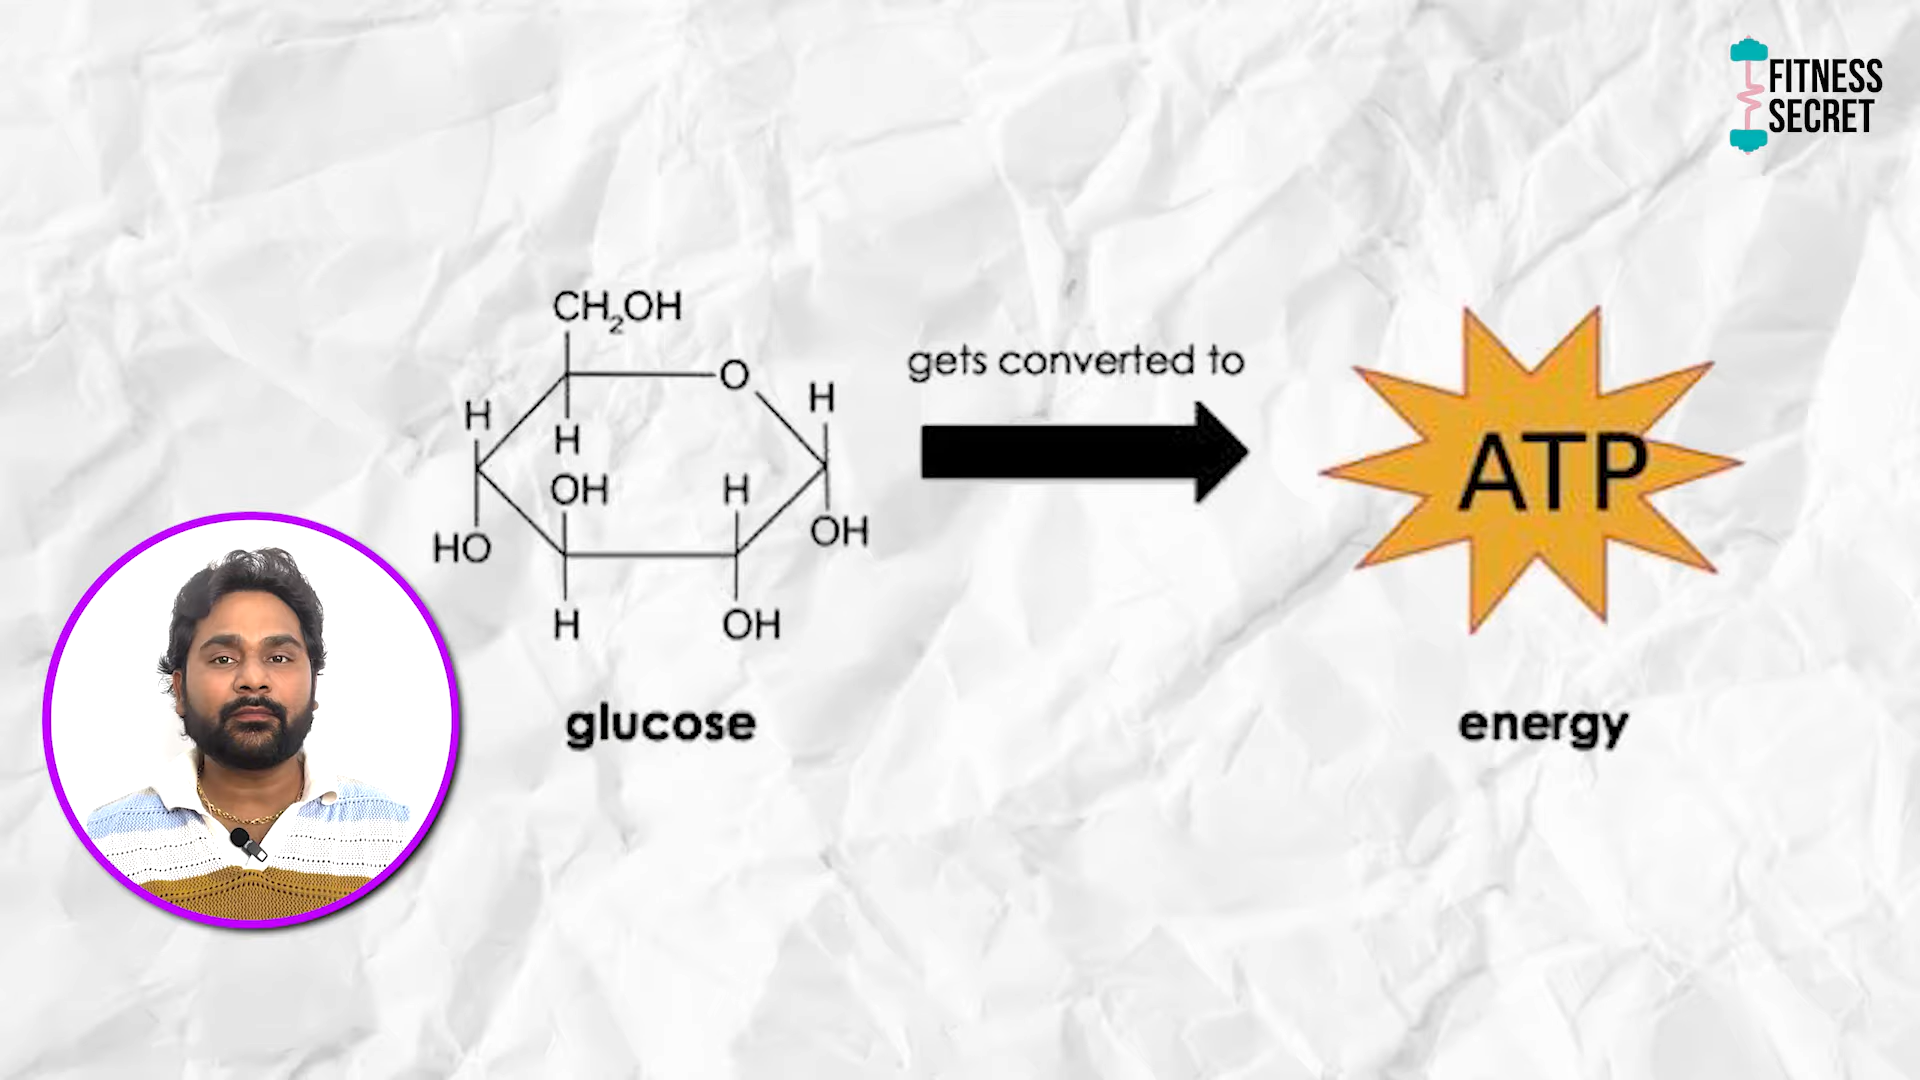 FITNESS
SECRET
CH₂OH
O
H
H
H
OH
H
HO
OH
H
OH
gets converted to
ATP
glucose
energy